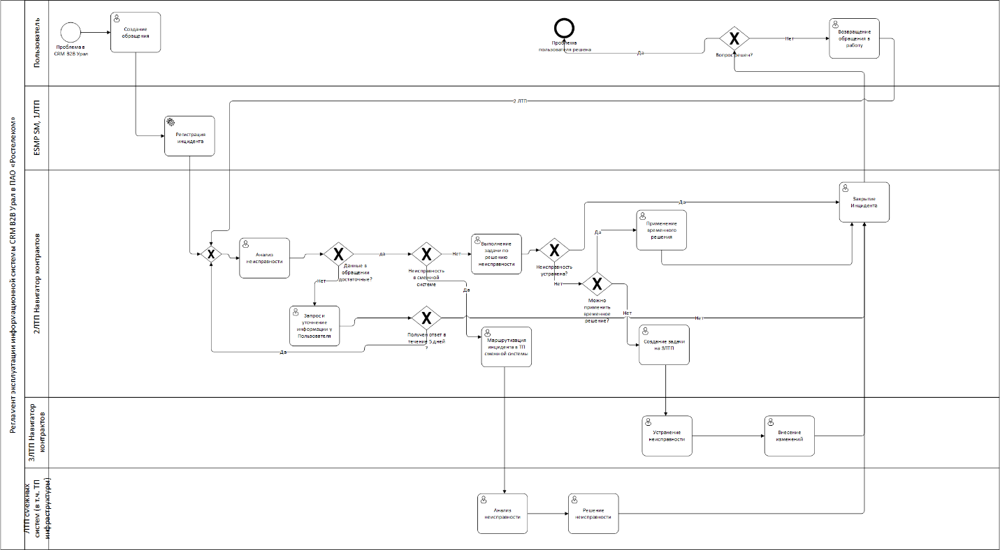 Регламент эксплуатации информационной системы CRM B2B Урал в ПАО «Ростелеком»
Пользователь
Проблема в
CRM B2B Урал
Создание
обращения
Проблема
пользователя решена
Да
Вопрос решен?
Нет
Возвращение
обращения в
работу
ESMP SM, 1ЛТП
2 ЛТП
Регистрация
инцидента
2ЛТП Навигатор контрактов
Анализ
неисправности
Данные в
обращении
достаточные?
да
Нет
Неисправность
в смежной
системе
Нет
Да
Выполнение
задачи по
решению
неисправности
Неисправность
устранена?
Да
Нет
Можно
применить
временное
решение?
Да
Нет
Применение
временного
решения
Закрытие
Инцидента
Запрос и
уточнение
информации у
Пользователя
Получен ответ в
течение 5 дней
?
Да
Нет
Маршрутизация
инцидента в ТП
смежной системы
Создание задачи
на 3ЛТП
3ЛТП Навигатор
контрактов
Устранение
неисправности
Внесение
изменений
ЛТП смежных
систем (в т.ч. ТП
инфраструктуры)
Анализ
неисправности
Решение
неисправности